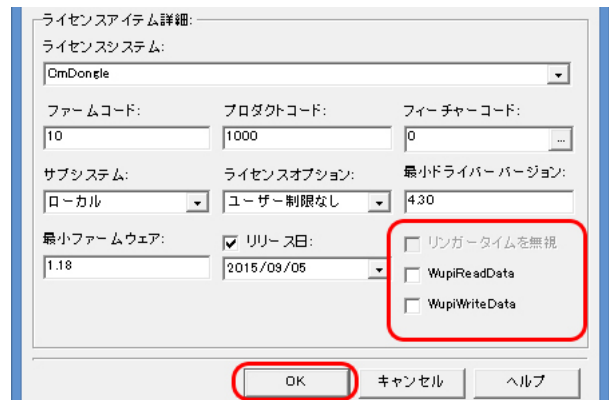 ライセンスアイテム詳細:
ライセンスシステム:
CmDongle
ファームコード: プロダクトコード: フィーチャーコード:
10 1000 0 ...
サブシステム: ライセンスオプション: 最小ドライバーバージョン:
ローカル ユーザー制限なし 4.30
最小ファームウェア: リリース日: リンガータイムを無視
1.18 2015/09/05 WupiReadData
WupiWriteData
OK キャンセル ヘルプ